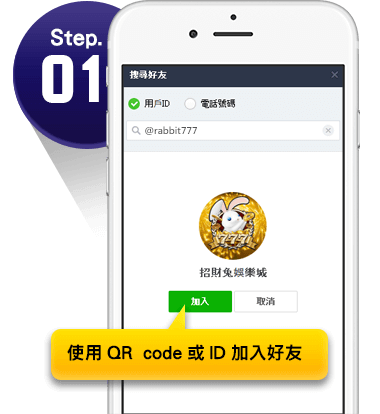 Step.
01
搜尋好友
用戶ID
電話號碼
@rabbit777
777
招財兔娛樂城
加入
取消
使用 QR code 或 ID 加入好友